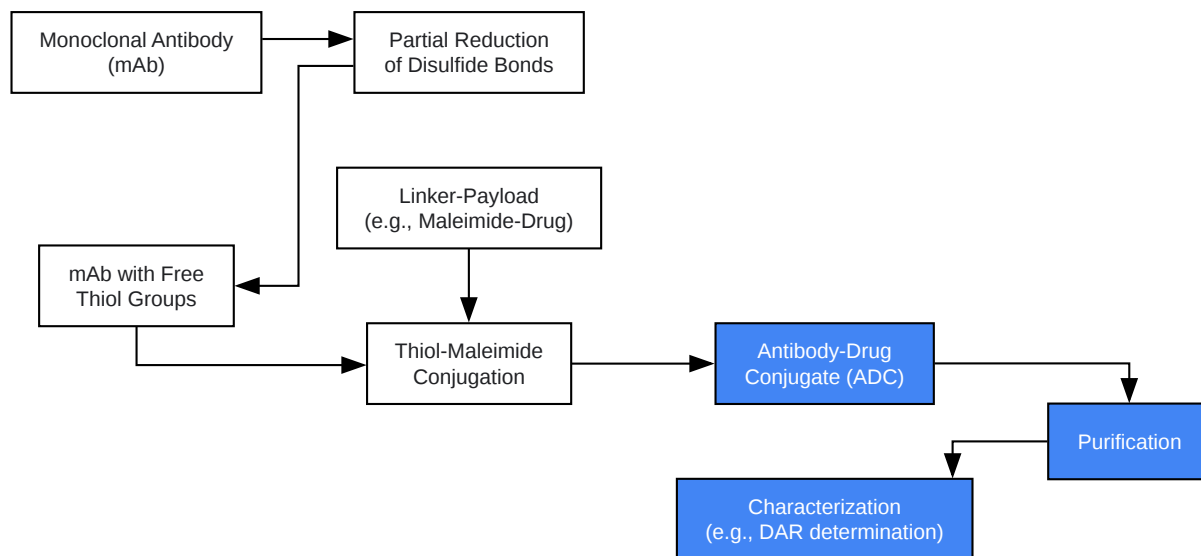 Monoclonal Antibody
(mAb)
Partial Reduction
of Disulfide Bonds
Linker-Payload
(e.g., Maleimide-Drug)
mAb with Free
Thiol Groups
Thiol-Maleimide
Conjugation
Antibody-Drug
Conjugate (ADC)
Purification
Characterization
(e.g., DAR determination)